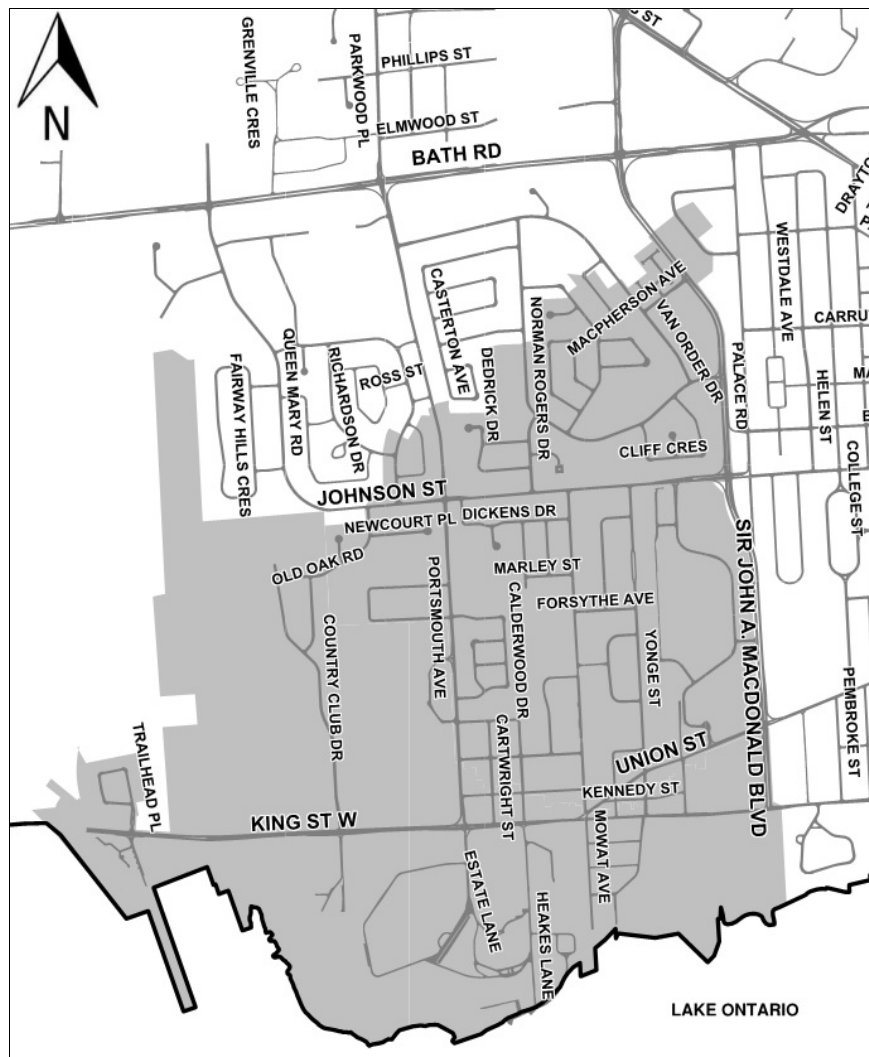 GRENVILLE CRES
PARKWOOD PL
PHILLIPS ST
ELMWOOD ST
BATH RD
N
DRAYTO
WESTDALE AVE
CASTERTON AVE
MACPHERSON AVE
NORMAN ROGERS DR
VAN ORDER DR
CARRU
QUEEN MARY RD
FAIRWAY HILLS CRES
RICHARDSON DR
ROSS ST
DEDRICK DR
PALACE RD
HELEN ST
MA
E
CLIFF CRES
COLLEGE ST
JOHNSON ST
NEWCOURT PL
DICKENS DR
OLD OAK RD
MARLEY ST
SIR JOHN A. MACDONALD BLVD
PORTSMOUTH AVE
CALDERWOOD DR
FORSYTHE AVE
COUNTRY CLUB DR
YONGE ST
PEMBROKE ST
TRAILHEAD PL
CARTWRIGHT ST
UNION ST
KENNEDY ST
KING ST W
MOWAT AVE
ESTATE LANE
HEAKES LANE
LAKE ONTARIO